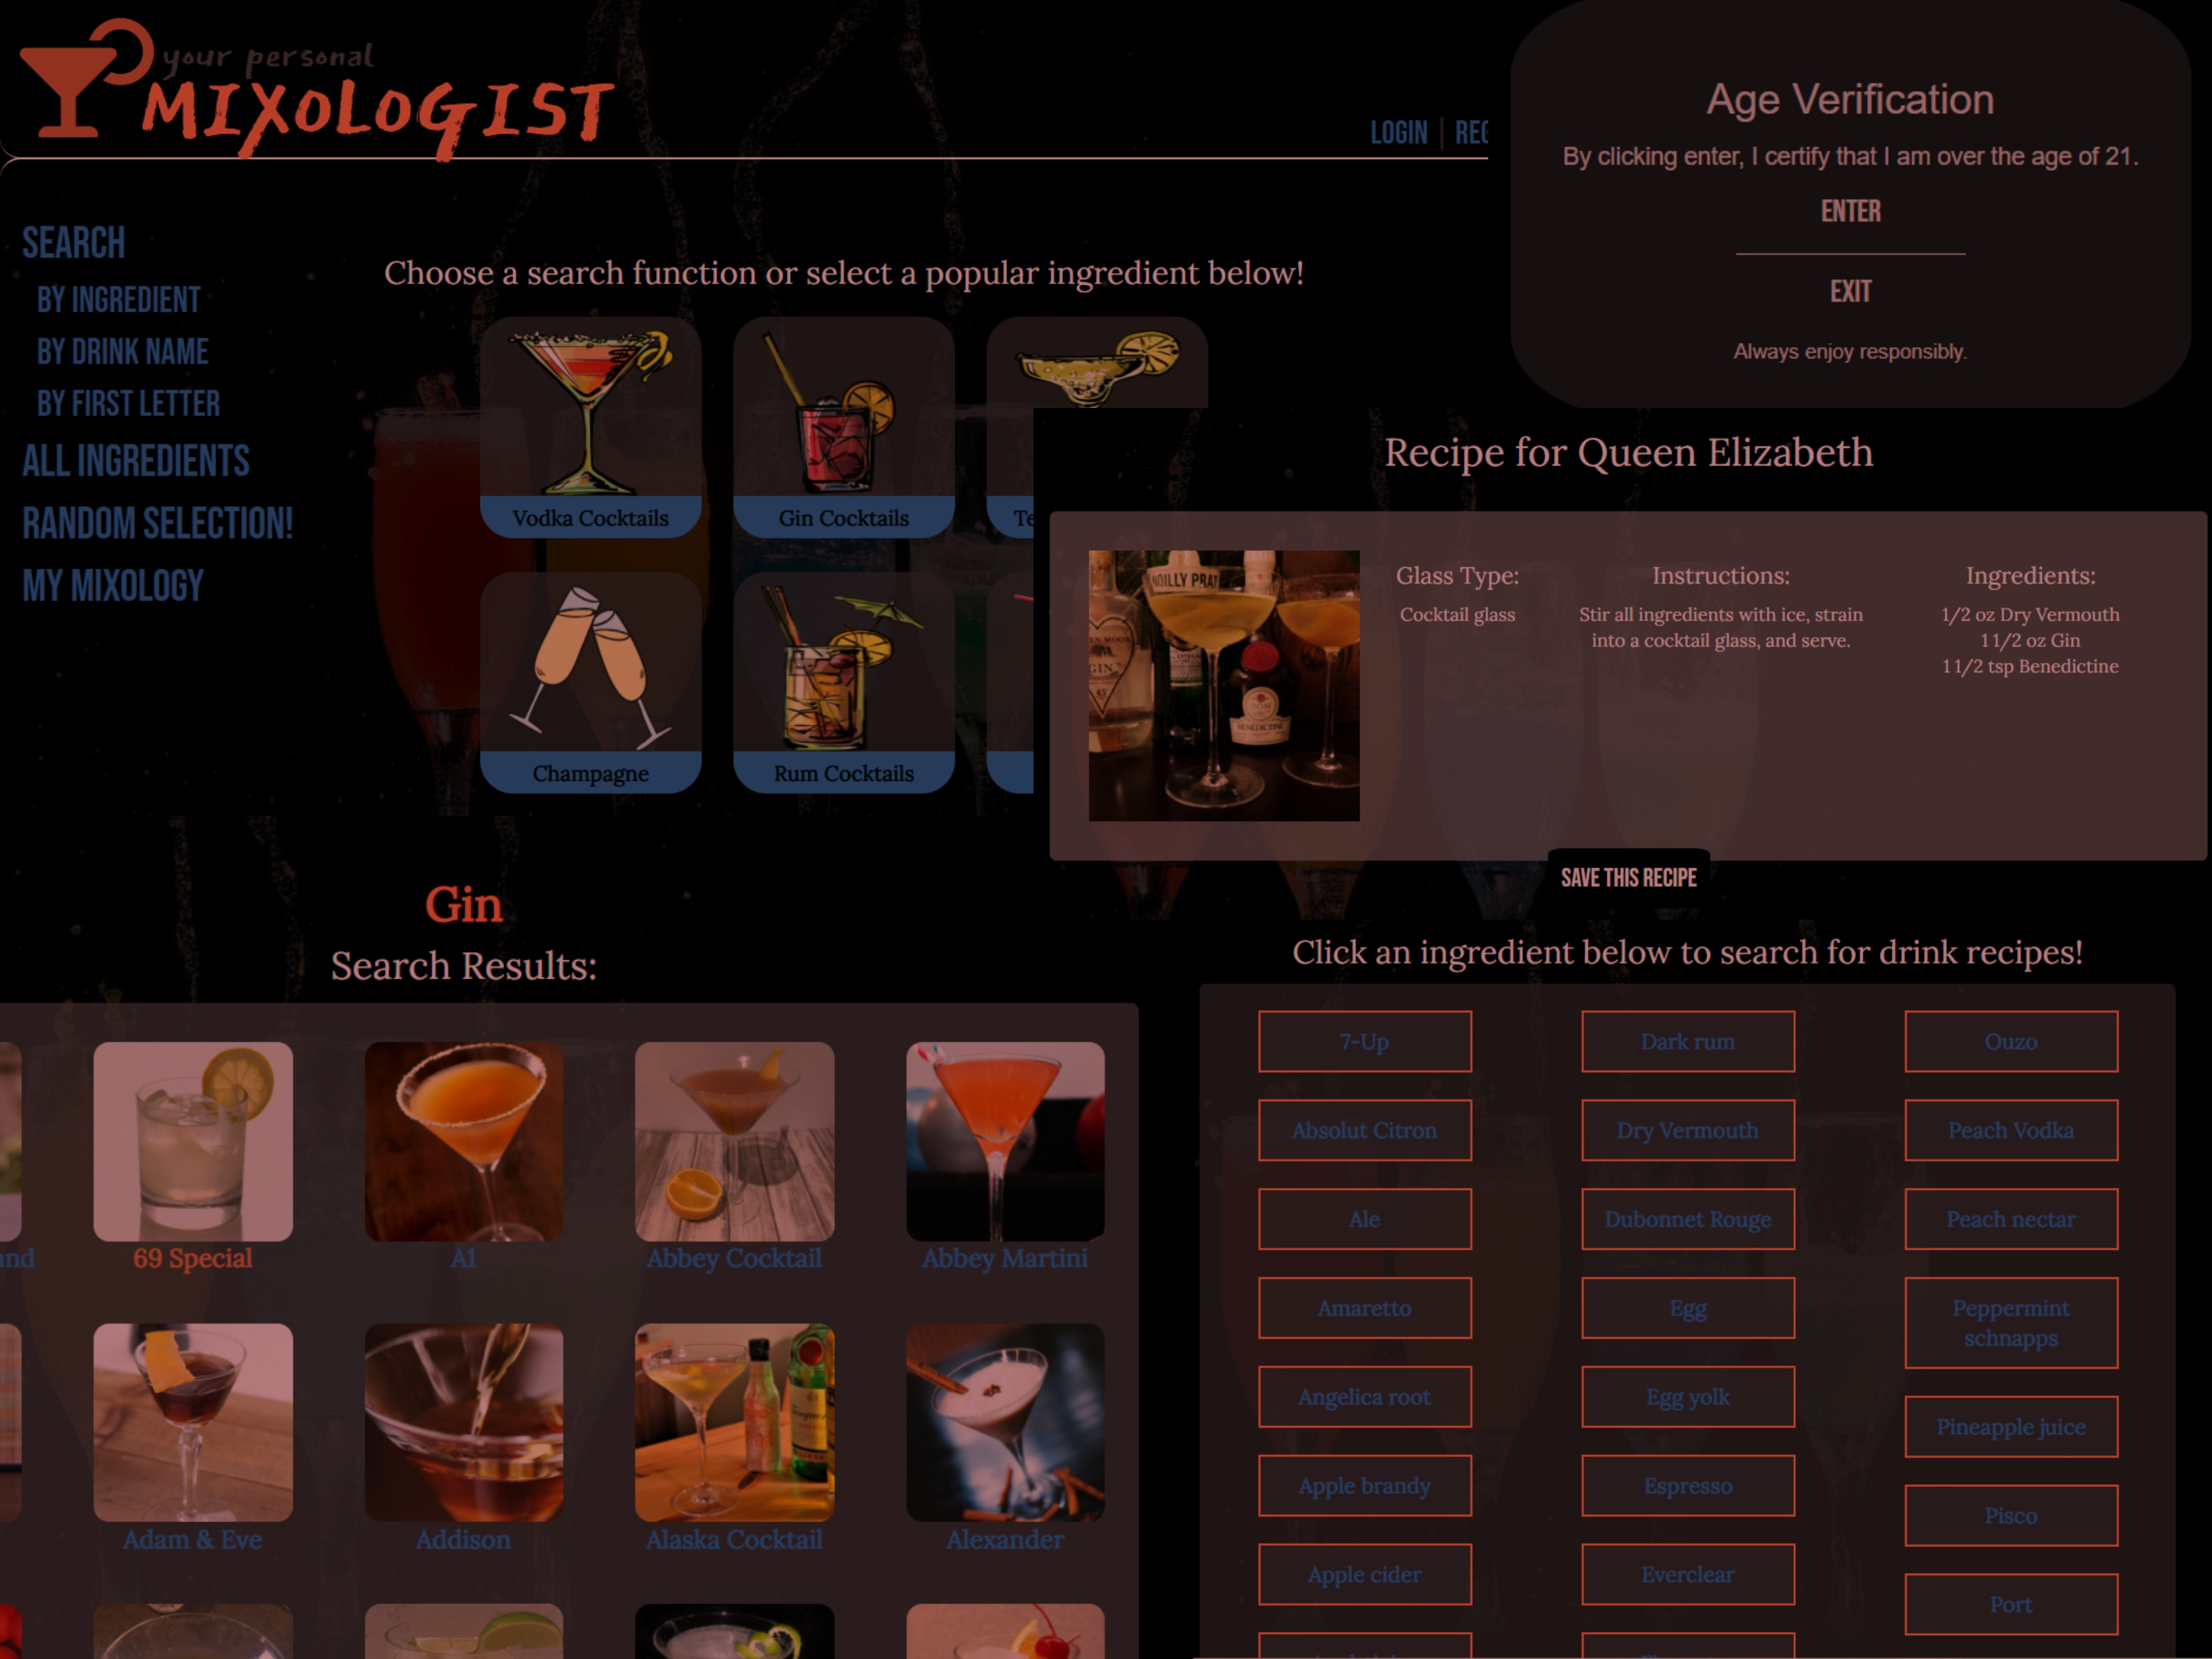 your personal
MIXOLOGIST
LOGIN
SEARCH
BY INGREDIENT
BY DRINK NAME
BY FIRST LETTER
ALL INGREDIENTS
RANDOM SELECTION!
MY MIXOLOGY
Choose a search function or select a popular ingredient below!
Vodka Cocktails
Gin Cocktails
Champagne
Rum Cocktails
Age Verification
By clicking enter, I certify that I am over the age of 21.
ENTER
EXIT
Always enjoy responsibly.
Recipe for Queen Elizabeth
NOILLY PRAT
GIN
45
DOM
BENEDICTINE
Glass Type:
Cocktail glass
Instructions:
Stir all ingredients with ice, strain
into a cocktail glass, and serve.
Ingredients:
1/2 oz Dry Vermouth
1 1/2 oz Gin
1 1/2 tsp Benedictine
SAVE THIS RECIPE
Gin
Search Results:
69 Special
A1
Abbey Cocktail
Abbey Martini
Adam & Eve
Addison
Alaska Cocktail
Alexander
Click an ingredient below to search for drink recipes!
7-Up
Absolut Citron
Ale
Amaretto
Angelica root
Apple brandy
Apple cider
Dark rum
Dry Vermouth
Dubonnet Rouge
Egg
Egg yolk
Espresso
Everclear
Ouzo
Peach Vodka
Peach nectar
Peppermint
schnapps
Pineapple juice
Pisco
Port